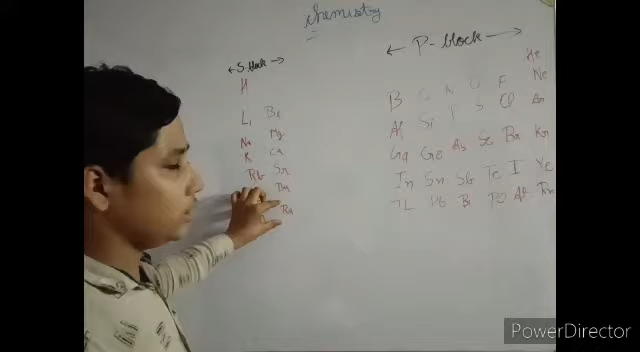 chemistry
S-block P-block
H He
Li Be B C N O F Ne
Na Mg Al Si P S Cl Ar
K Ca Ga Ge As Se Br Kr
Rb Sr In Sn Sb Te I Xe
Ba TL Pb Bi PO At Rn
Ra
PowerDirector